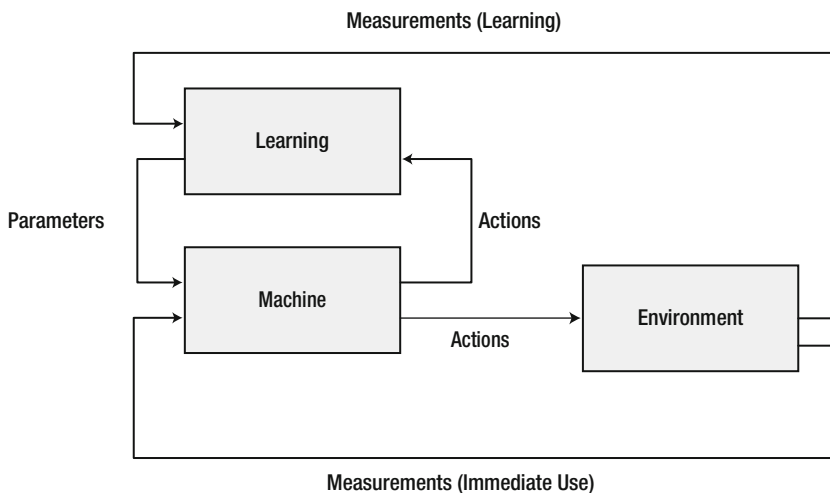 Measurements (Learning)
Learning
Parameters
Actions
Machine
Environment
Actions
Measurements (Immediate Use)